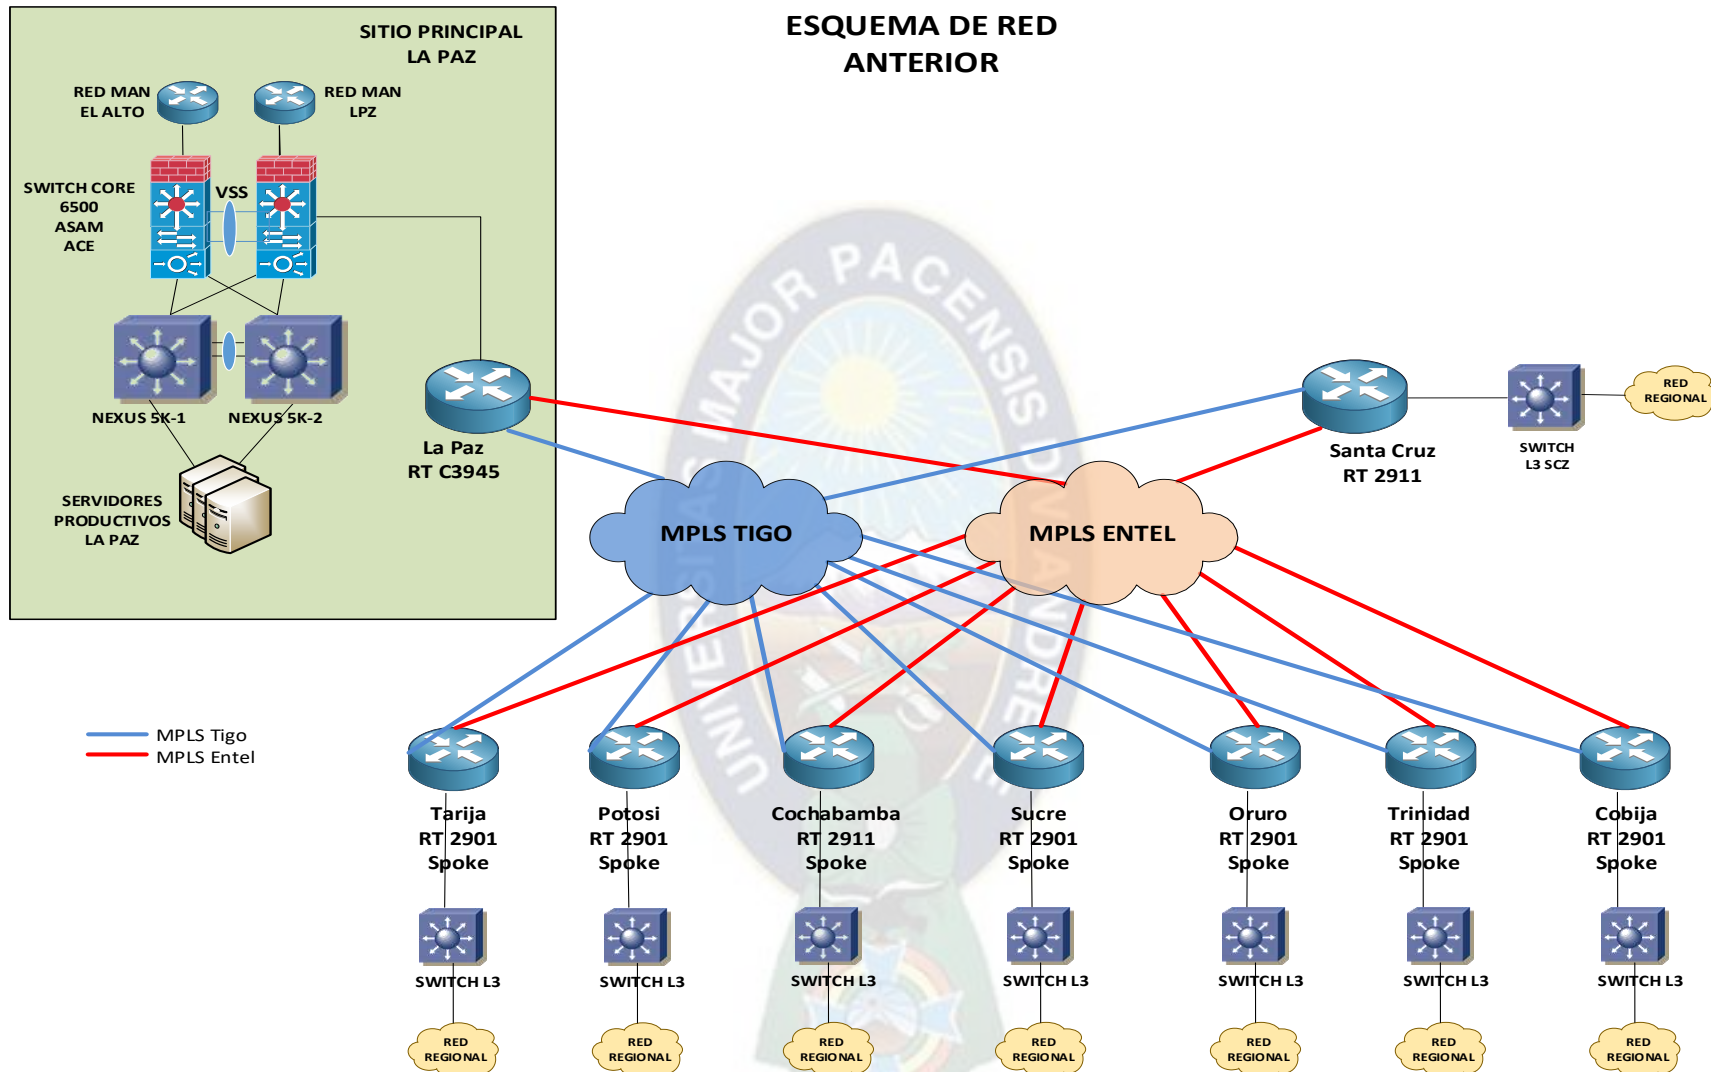 ESQUEMA DE RED
ANTERIOR
SITIO PRINCIPAL
LA PAZ
RED MAN
EL ALTO
RED MAN
LPZ
SWITCH CORE
6500
ASAM
ACE
VSS
NEXUS 5K-1
NEXUS 5K-2
SERVIDORES
PRODUCTIVOS
LA PAZ
La Paz
RT C3945
Santa Cruz
RT 2911
SWITCH
L3 SCZ
RED
REGIONAL
MPLS TIGO
MPLS ENTEL
MPLS Tigo
MPLS Entel
Tarija
RT 2901
Spoke
Potosi
RT 2901
Spoke
Cochabamba
RT 2911
Spoke
Sucre
RT 2901
Spoke
Oruro
RT 2901
Spoke
Trinidad
RT 2901
Spoke
Cobija
RT 2901
Spoke
SWITCH L3
SWITCH L3
SWITCH L3
SWITCH L3
SWITCH L3
SWITCH L3
SWITCH L3
RED
REGIONAL
RED
REGIONAL
RED
REGIONAL
RED
REGIONAL
RED
REGIONAL
RED
REGIONAL
RED
REGIONAL
UNIVERSITAS MAJOR PACENSIS DIVI ANDREAE